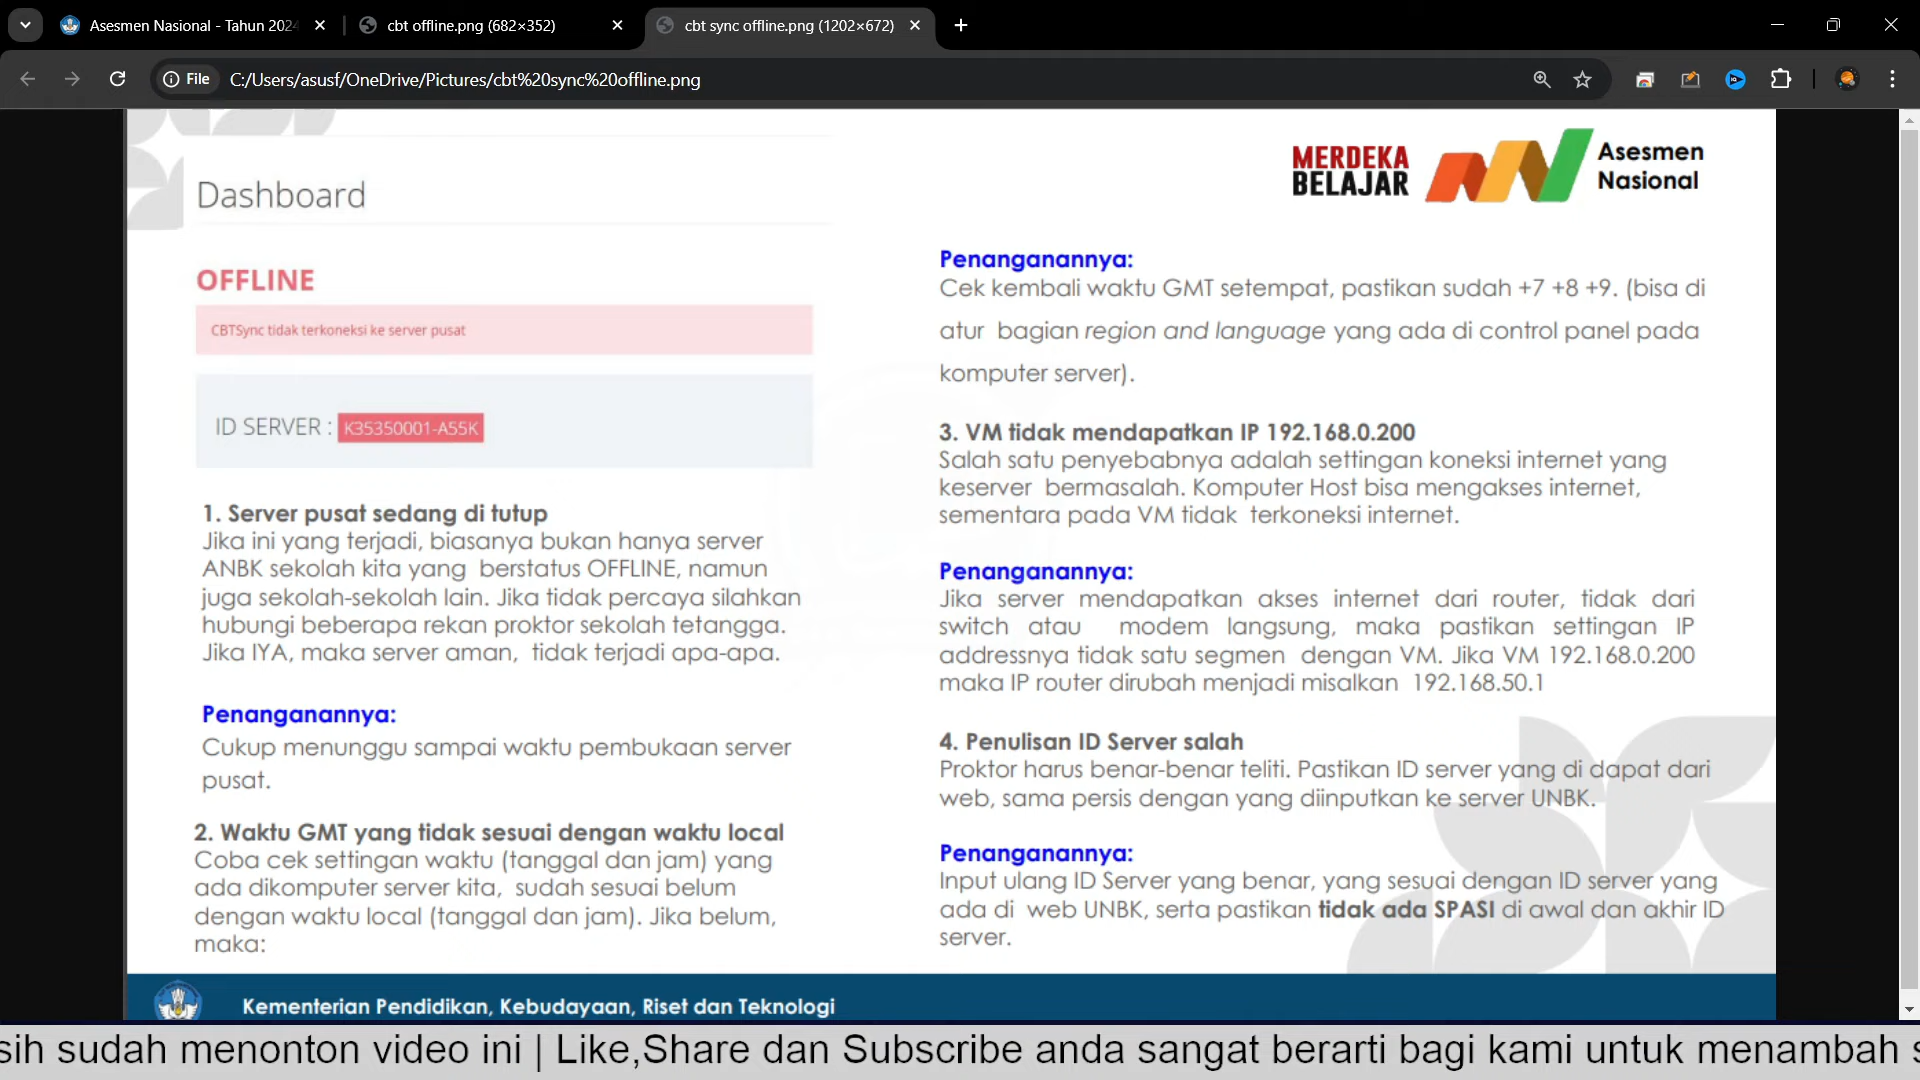 Asesmen Nasional - Tahun 2024
cbt offline.png (682×352)
cbt sync offline.png (1202×672)
File
C:/Users/asusf/OneDrive/Pictures/cbt%20sync%20offline.png
Dashboard
MERDEKA
BELAJAR
Asesmen
Nasional
OFFLINE
CBTSync tidak terkoneksi ke server pusat
ID SERVER : K35350001-A55K
1. Server pusat sedang di tutup
Jika ini yang terjadi, biasanya bukan hanya server
ANBK sekolah kita yang berstatus OFFLINE, namun
juga sekolah-sekolah lain. Jika tidak percaya silahkan
hubungi beberapa rekan proktor sekolah tetangga.
Jika IYA, maka server aman, tidak terjadi apa-apa.
Penanganannya:
Cukup menunggu sampai waktu pembukaan server
pusat.
2. Waktu GMT yang tidak sesuai dengan waktu local
Coba cek settingan waktu (tanggal dan jam) yang
ada dikomputer server kita, sudah sesuai belum
dengan waktu local (tanggal dan jam). Jika belum,
maka:
Penanganannya:
Cek kembali waktu GMT setempat, pastikan sudah +7 +8 +9. (bisa di
atur bagian region and language yang ada di control panel pada
komputer server).
3. VM tidak mendapatkan IP 192.168.0.200
Salah satu penyebabnya adalah settingan koneksi internet yang
keserver bermasalah. Komputer Host bisa mengakses internet,
sementara pada VM tidak terkoneksi internet.
Penanganannya:
Jika server mendapatkan akses internet dari router, tidak dari
switch atau modem langsung, maka pastikan settingan IP
addressnya tidak satu segmen dengan VM. Jika VM 192.168.0.200
maka IP router dirubah menjadi misalkan 192.168.50.1
4. Penulisan ID Server salah
Proktor harus benar-benar teliti. Pastikan ID server yang di dapat dari
web, sama persis dengan yang diinputkan ke server UNBK.
Penanganannya:
Input ulang ID Server yang benar, yang sesuai dengan ID server yang
ada di web UNBK, serta pastikan tidak ada SPASI di awal dan akhir ID
server.
Kementerian Pendidikan, Kebudayaan, Riset dan Teknologi
sih sudah menonton video ini | Like,Share dan Subscribe anda sangat berarti bagi kami untuk menambah s